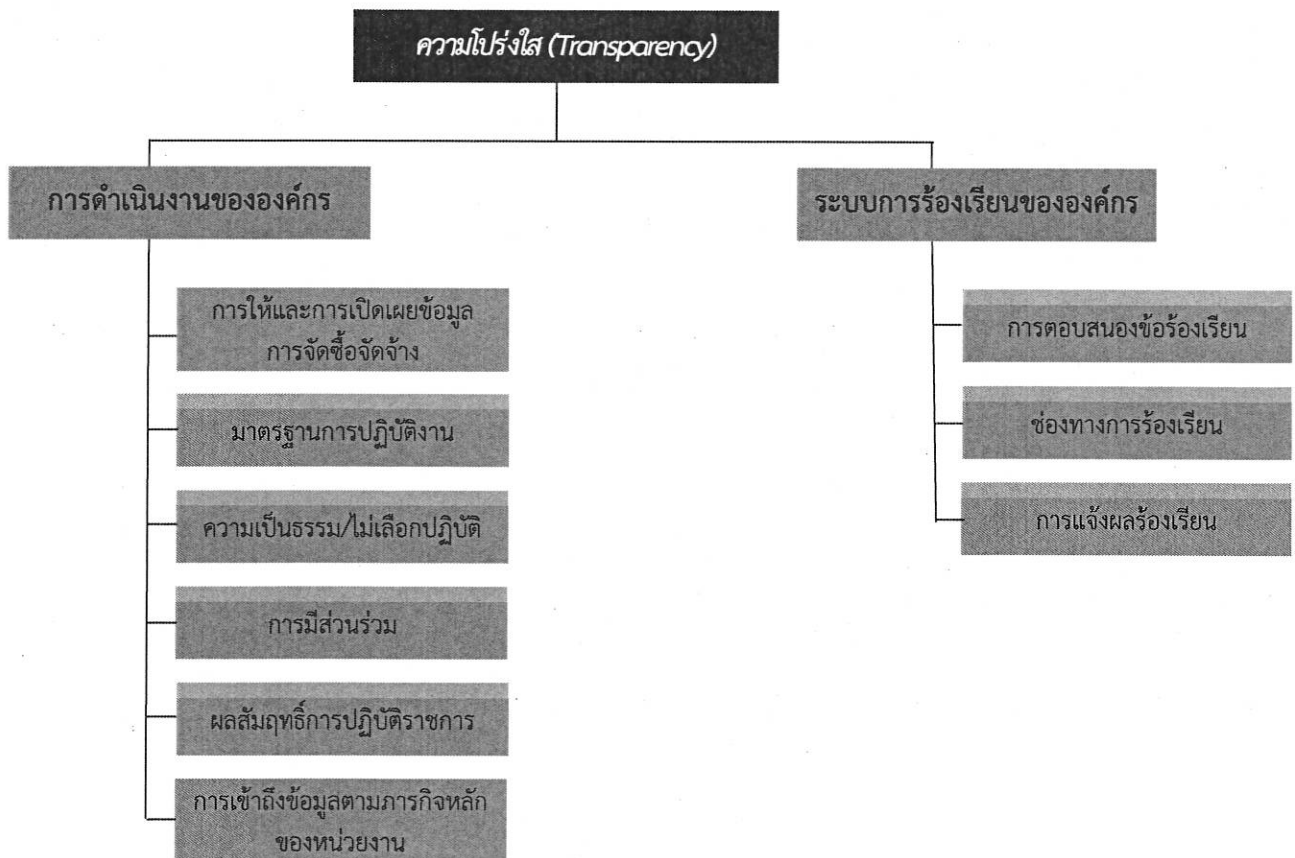 ความโปร่งใส (Transparency)
การดำเนินงานขององค์กร
การให้และการเปิดเผยข้อมูล
การจัดซื้อจัดจ้าง
มาตรฐานการปฏิบัติงาน
ความเป็นธรรม/ไม่เลือกปฏิบัติ
การมีส่วนร่วม
ผลสัมฤทธิ์การปฏิบัติราชการ
การเข้าถึงข้อมูลตามภารกิจหลัก
ของหน่วยงาน
ระบบการร้องเรียนขององค์กร
การตอบสนองข้อร้องเรียน
ช่องทางการร้องเรียน
การแจ้งผลร้องเรียน